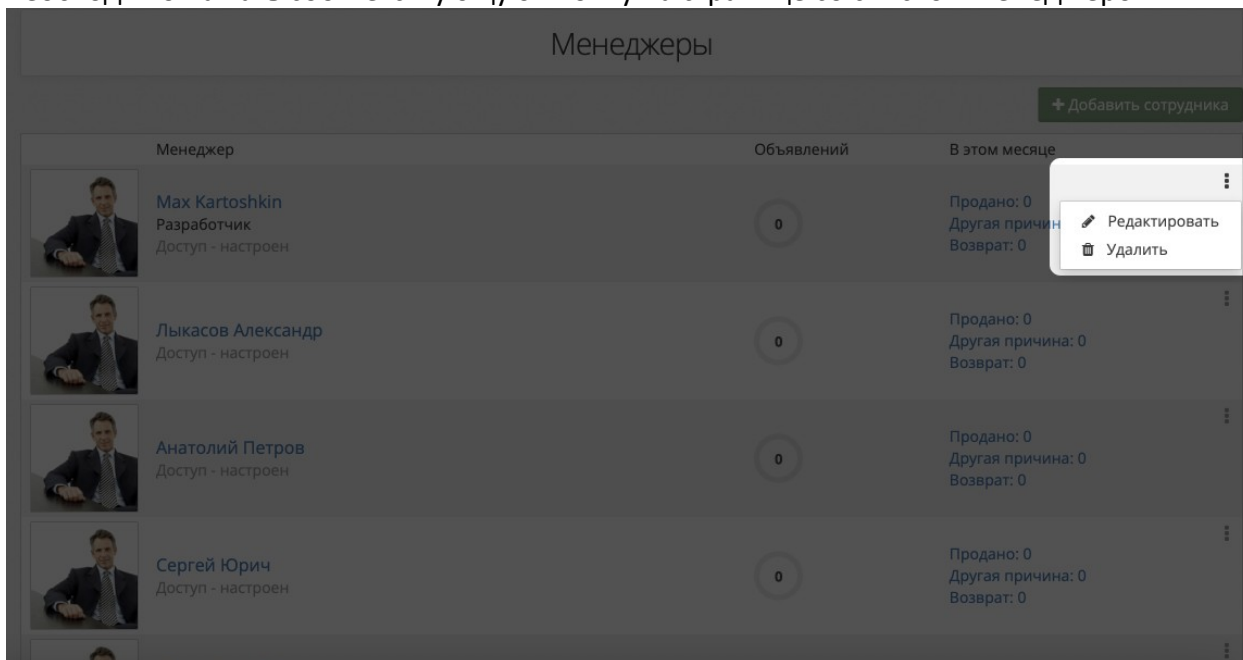 Менеджеры
+ Добавить сотрудника
Менеджер Объявлений В этом месяце
Max Kartoshkin
Разработчик
Доступ - настроен
0
Продано: 0
Другая причин
Возврат: 0
Редактировать
Удалить
Лыкасов Александр
Доступ - настроен
0
Продано: 0
Другая причина: 0
Возврат: 0
Анатолий Петров
Доступ - настроен
0
Продано: 0
Другая причина: 0
Возврат: 0
Сергей Юрич
Доступ - настроен
0
Продано: 0
Другая причина: 0
Возврат: 0